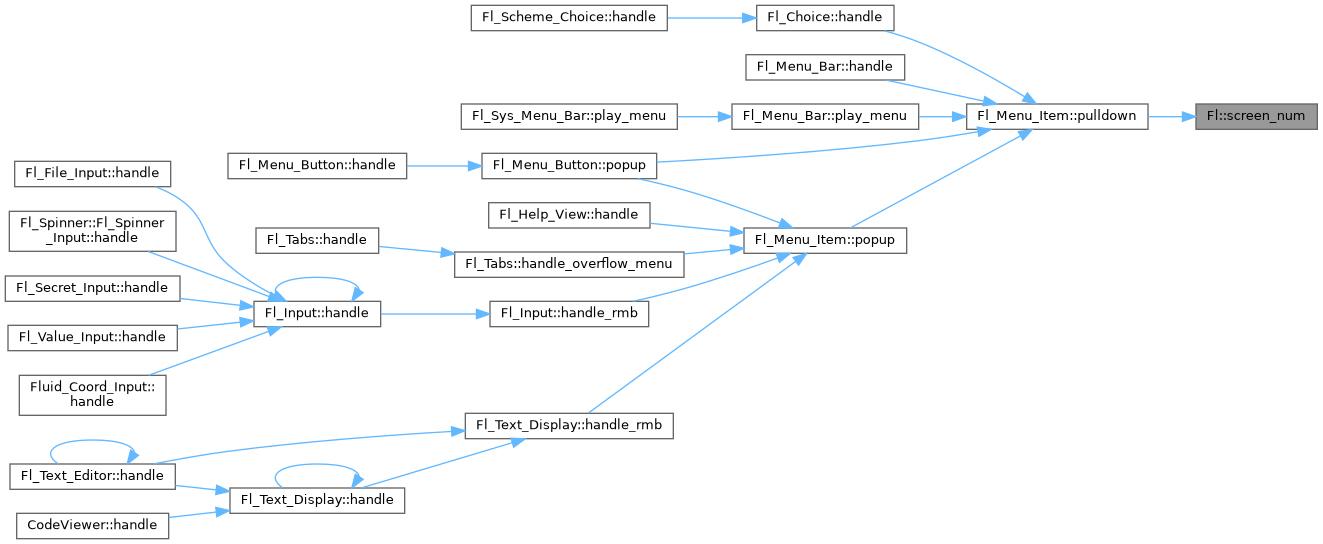 Fl_Scheme_Choice::handle
Fl_Choice::handle
Fl_Menu_Bar::handle
Fl_Sys_Menu_Bar::play_menu
Fl_Menu_Bar::play_menu
Fl_Menu_Item::pulldown
Fl::screen_num
Fl_Menu_Button::handle
Fl_Menu_Button::popup
Fl_File_Input::handle
Fl_Help_View::handle
Fl_Spinner::Fl_Spinner
_Input::handle
Fl_Tabs::handle
Fl_Menu_Item::popup
Fl_Tabs::handle_overflow_menu
Fl_Secret_Input::handle
Fl_Input::handle
Fl_Input::handle_rmb
Fl_Value_Input::handle
Fluid_Coord_Input::
handle
Fl_Text_Display::handle_rmb
Fl_Text_Editor::handle
Fl_Text_Display::handle
CodeViewer::handle